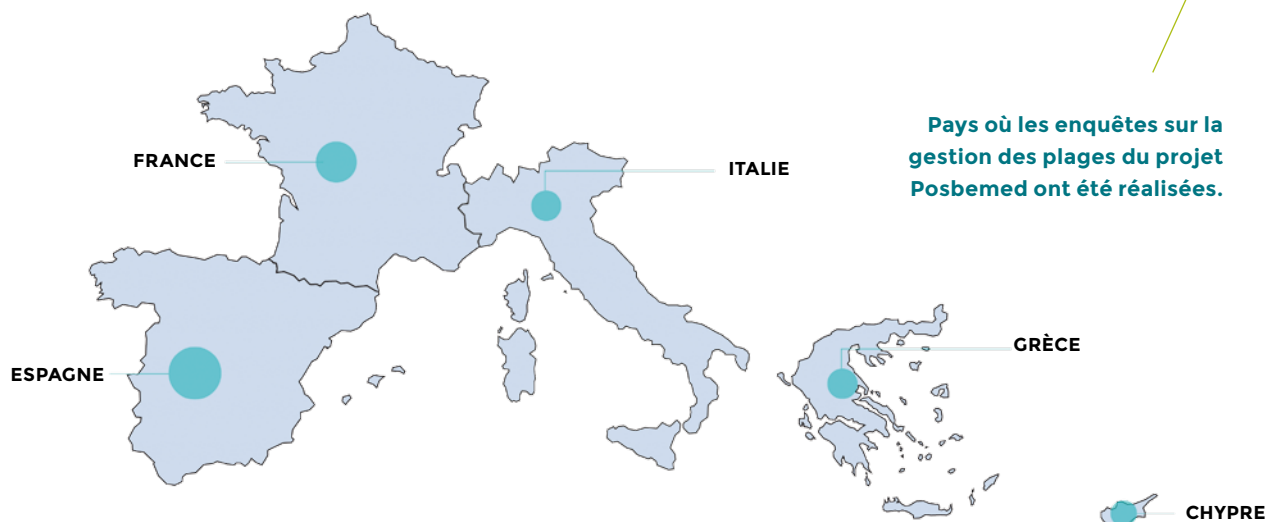 Pays où les enquêtes sur la
gestion des plages du projet
Posbemed ont été réalisées.
FRANCE
ITALIE
ESPAGNE
GRÈCE
CHYPRE